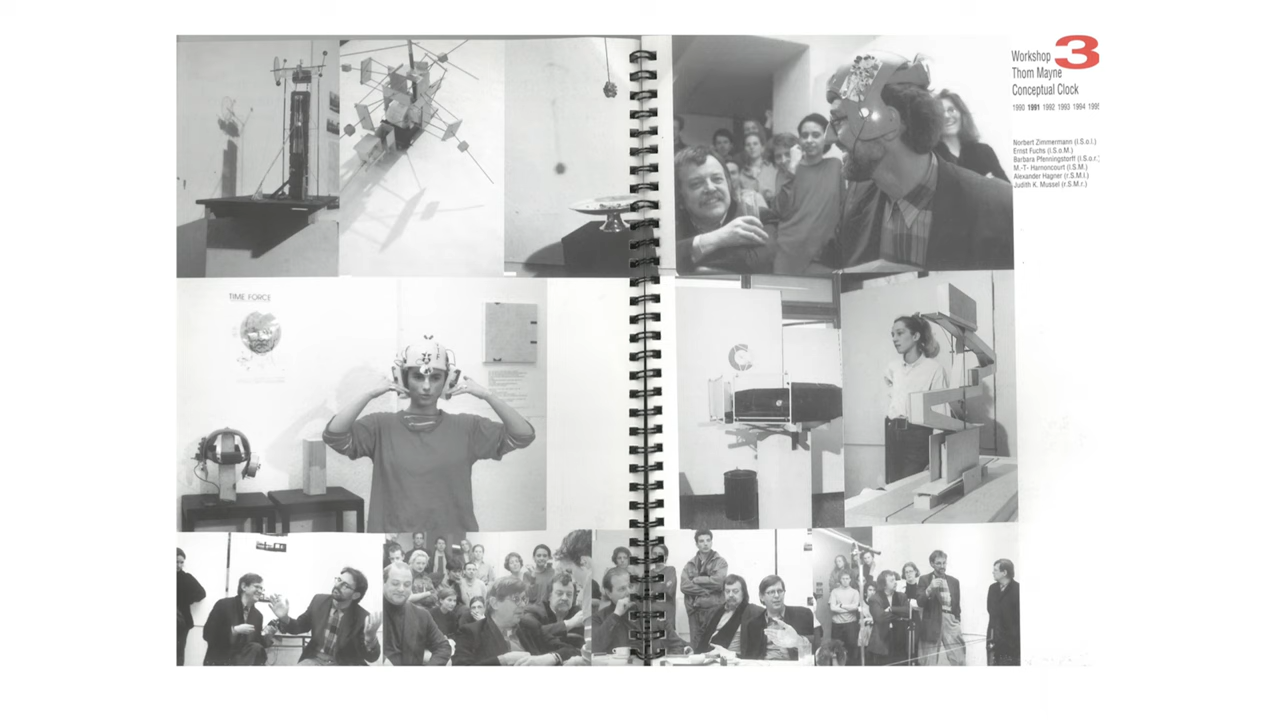 Workshop 3
Thom Mayne
Conceptual Clock
1990 1991 1992 1993 1994 1995
Norbert Zimmermann (l.S.o.l.)
Ernst Fuchs (l.S.o.M.)
Barbara Pfenningstorff (l.S.o.r.)
M.-T- Harnoncourt (l.S.M.)
Alexander Hagner (r.S.M.l.)
Judith K. Mussel (r.S.M.r.)
TIME FORCE